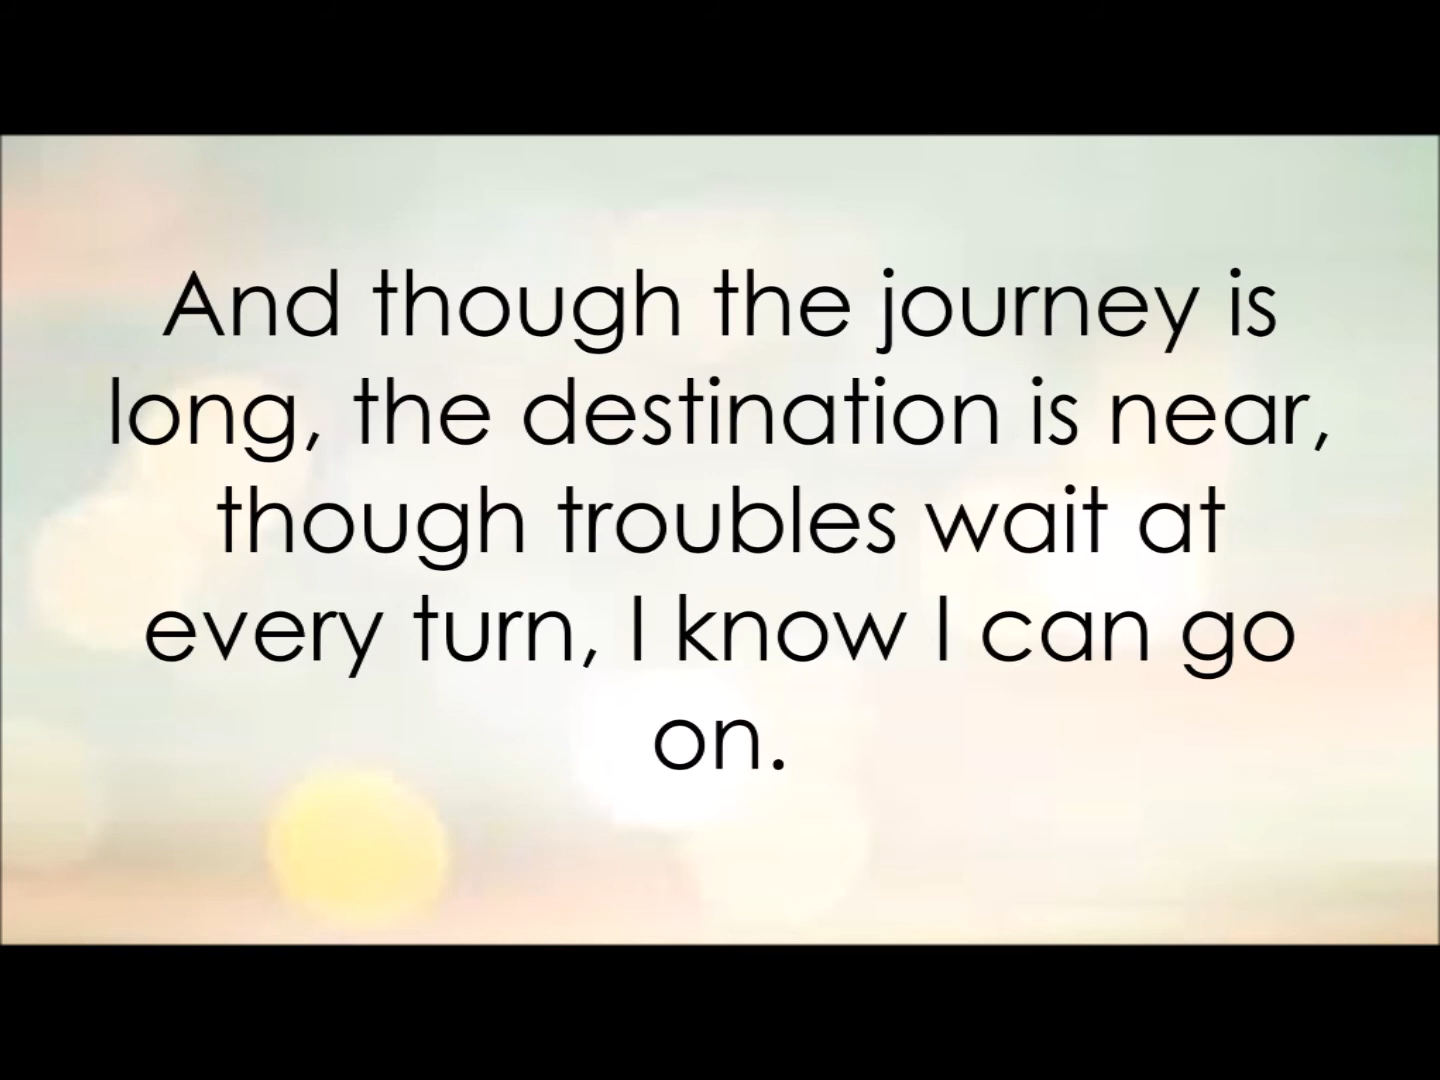 And though the journey is
long, the destination is near,
though troubles wait at
every turn, I know I can go
on.